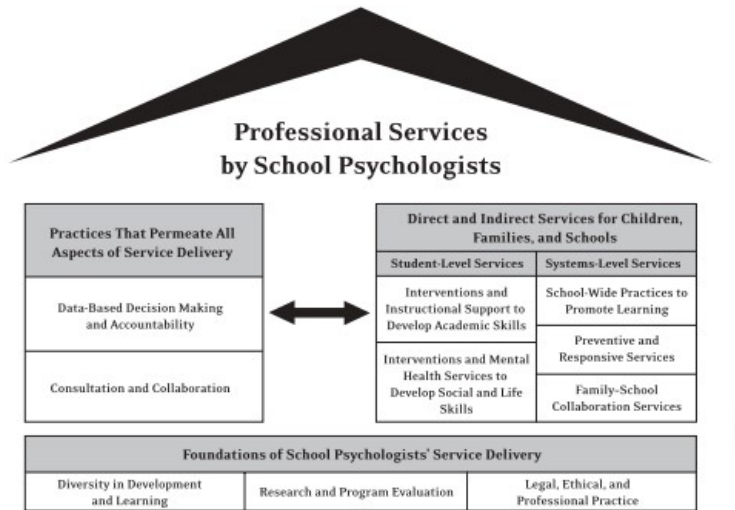 Professional Services
by School Psychologists
Practices That Permeate All
Aspects of Service Delivery
Data-Based Decision Making
and Accountability
Consultation and Collaboration
Direct and Indirect Services for Children,
Families, and Schools
Student-Level Services
Interventions and
Instructional Support to
Develop Academic Skills
Interventions and Mental
Health Services to
Develop Social and Life
Skills
Systems-Level Services
School-Wide Practices to
Promote Learning
Preventive and
Responsive Services
Family–School
Collaboration Services
Foundations of School Psychologists' Service Delivery
Diversity in Development
and Learning
Research and Program Evaluation
Legal, Ethical, and
Professional Practice